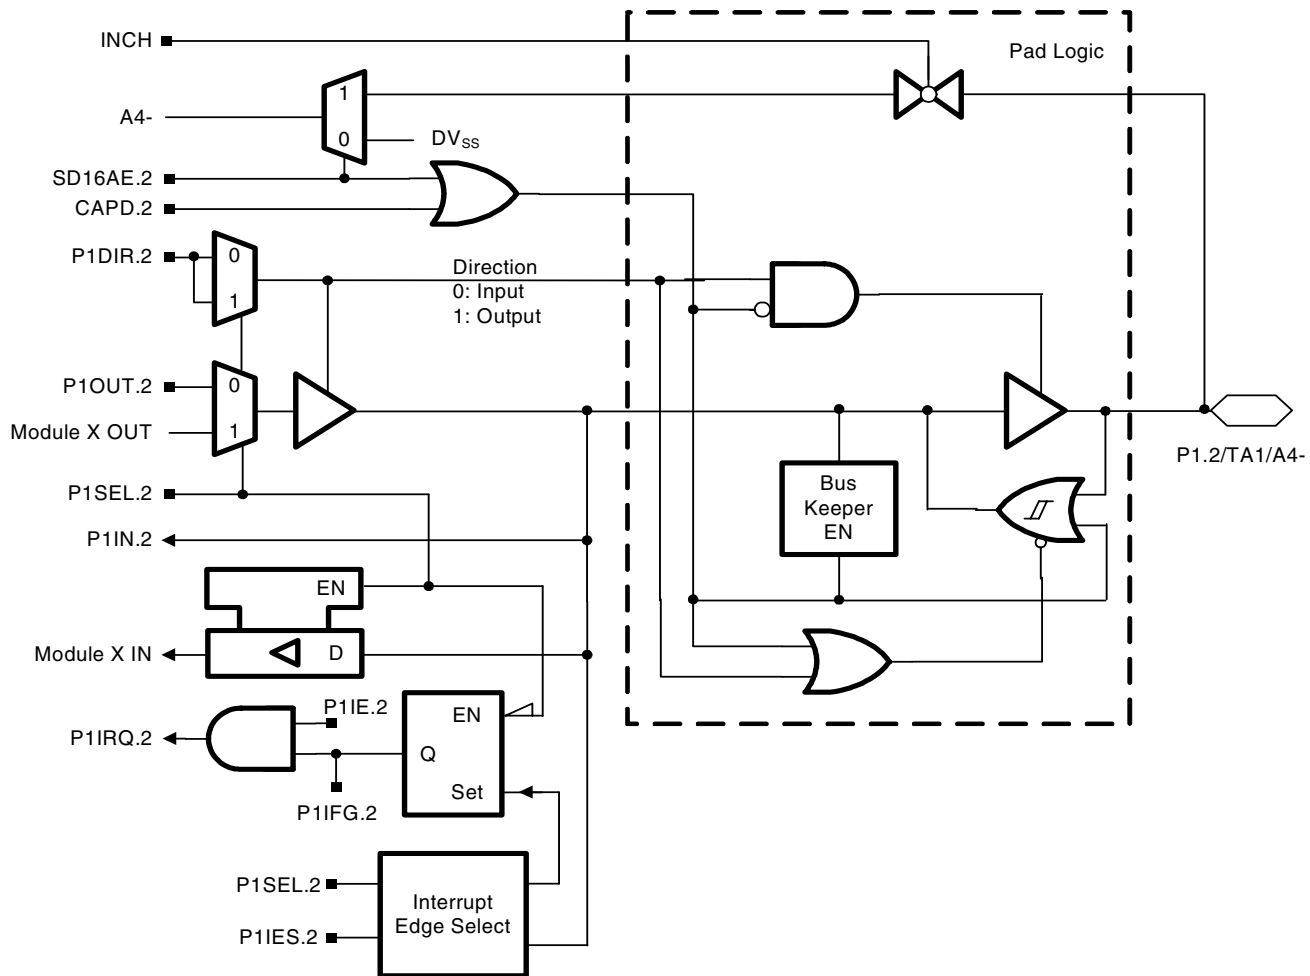 INCH
Pad Logic
1
A4-
0
DVSS
SD16AE.2
CAPD.2
P1DIR.2
0
1
Direction
0: Input
1: Output
P1OUT.2
0
Module X OUT
1
P1.2/TA1/A4-
P1SEL.2
Bus
Keeper
EN
P1IN.2
EN
Module X IN
D
P1IE.2
EN
P1IRQ.2
Q
Set
P1IFG.2
P1SEL.2
Interrupt
Edge Select
P1IES.2